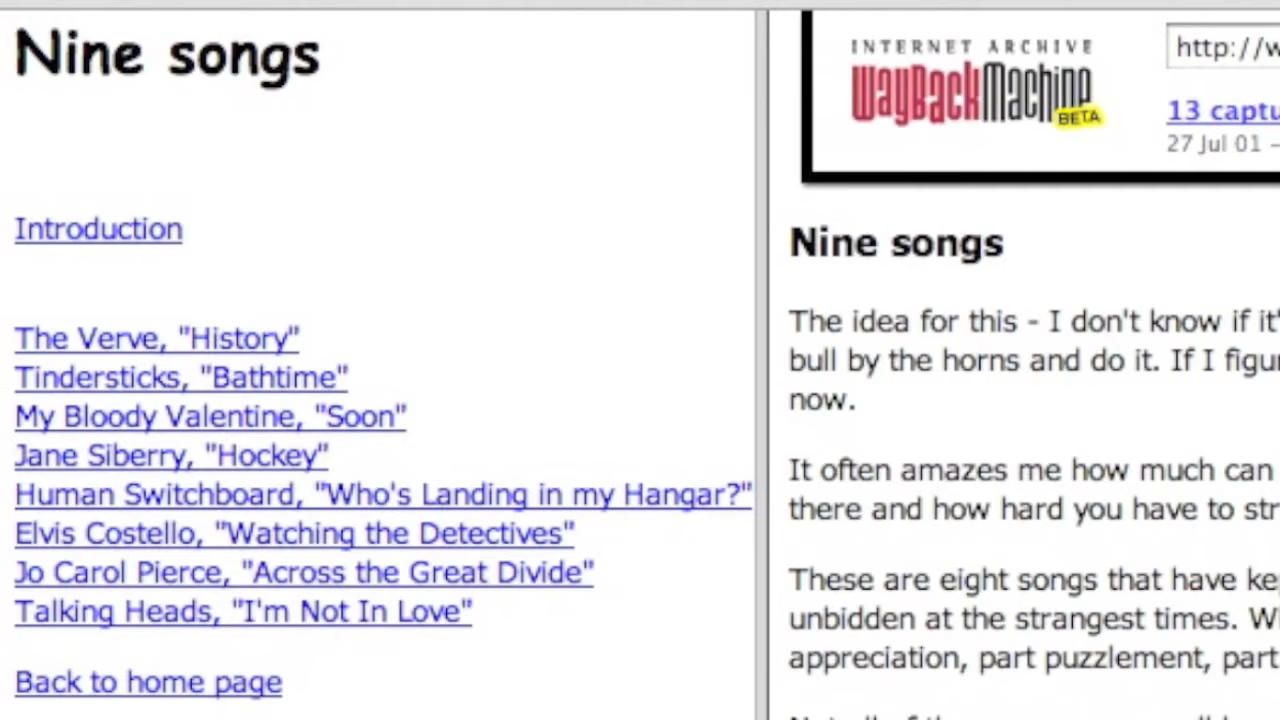 Nine songs
Introduction
The Verve, "History"
Tindersticks, "Bathtime"
My Bloody Valentine, "Soon"
Jane Siberry, "Hockey"
Human Switchboard, "Who's Landing in my Hangar?"
Elvis Costello, "Watching the Detectives"
Jo Carol Pierce, "Across the Great Divide"
Talking Heads, "I'm Not In Love"
Back to home page
INTERNET ARCHIVE
WayBackMachine
BETA
http://w
13 captu
27 Jul 01 -
Nine songs
The idea for this - I don't know if it'
bull by the horns and do it. If I figu
now.
It often amazes me how much can
there and how hard you have to str
These are eight songs that have ke
unbidden at the strangest times. Wi
appreciation, part puzzlement, part